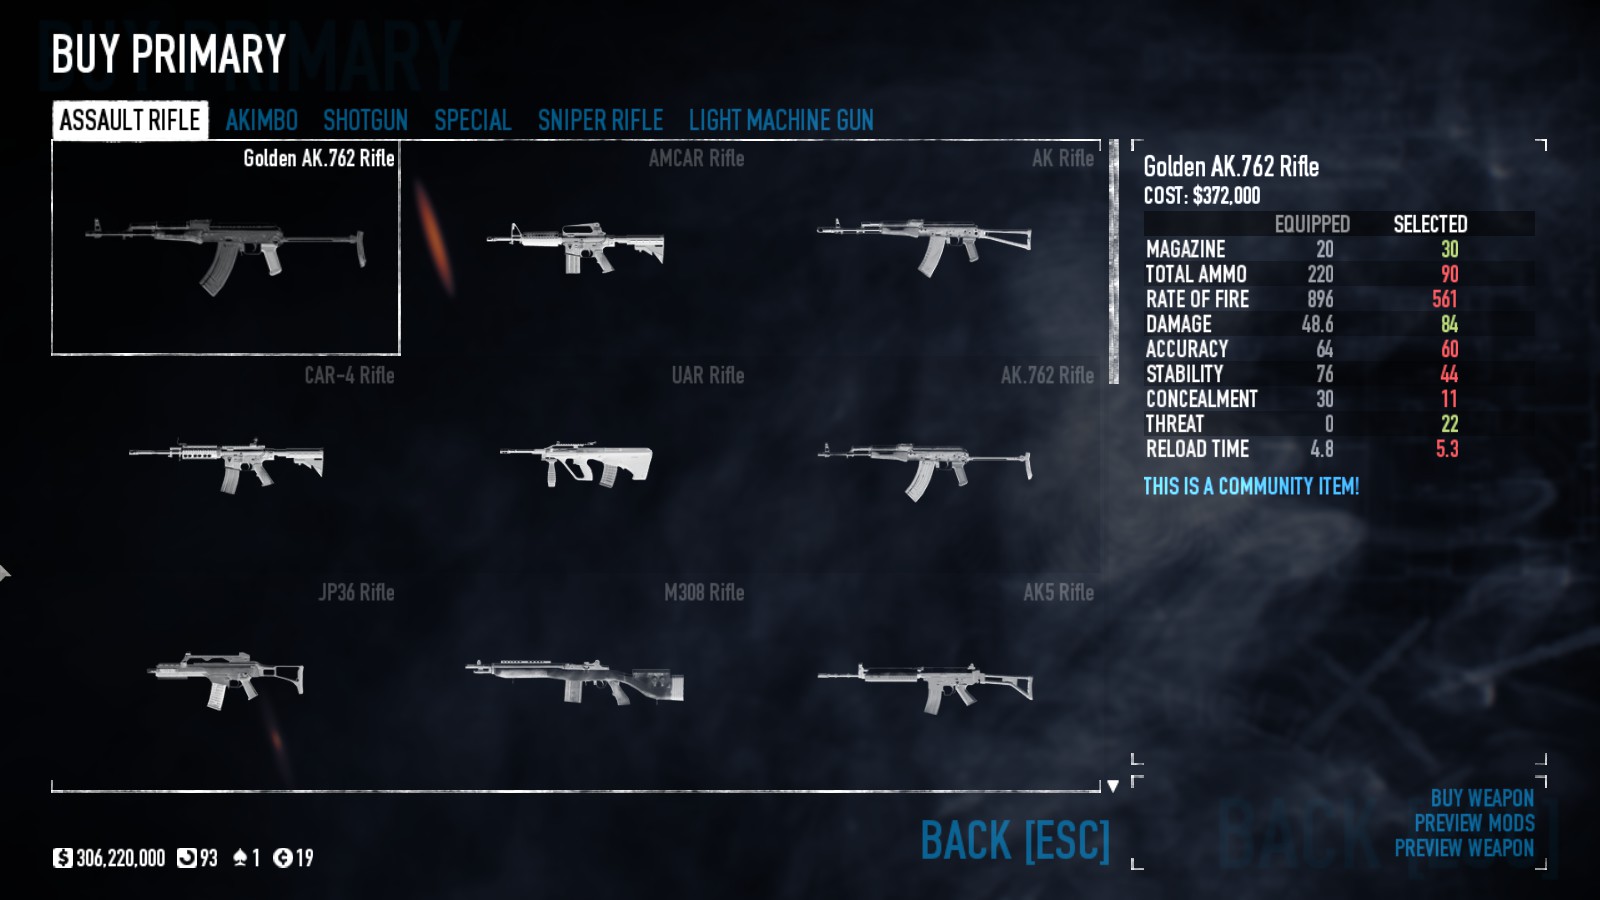 BUY PRIMARY
ASSAULT RIFLE AKIMBO SHOTGUN SPECIAL SNIPER RIFLE LIGHT MACHINE GUN
Golden AK.762 Rifle AMCAR Rifle AK Rifle
CAR-4 Rifle UAR Rifle AK.762 Rifle
JP36 Rifle M308 Rifle AK5 Rifle
Golden AK.762 Rifle
COST: $372,000
EQUIPPED SELECTED
MAGAZINE 20 30
TOTAL AMMO 220 90
RATE OF FIRE 896 561
DAMAGE 48.6 84
ACCURACY 64 60
STABILITY 76 44
CONCEALMENT 30 11
THREAT 0 22
RELOAD TIME 4.8 5.3
THIS IS A COMMUNITY ITEM!
BUY WEAPON
PREVIEW MODS
PREVIEW WEAPON
BACK [ESC]
$ 306,220,000 93 ♠ 1 19